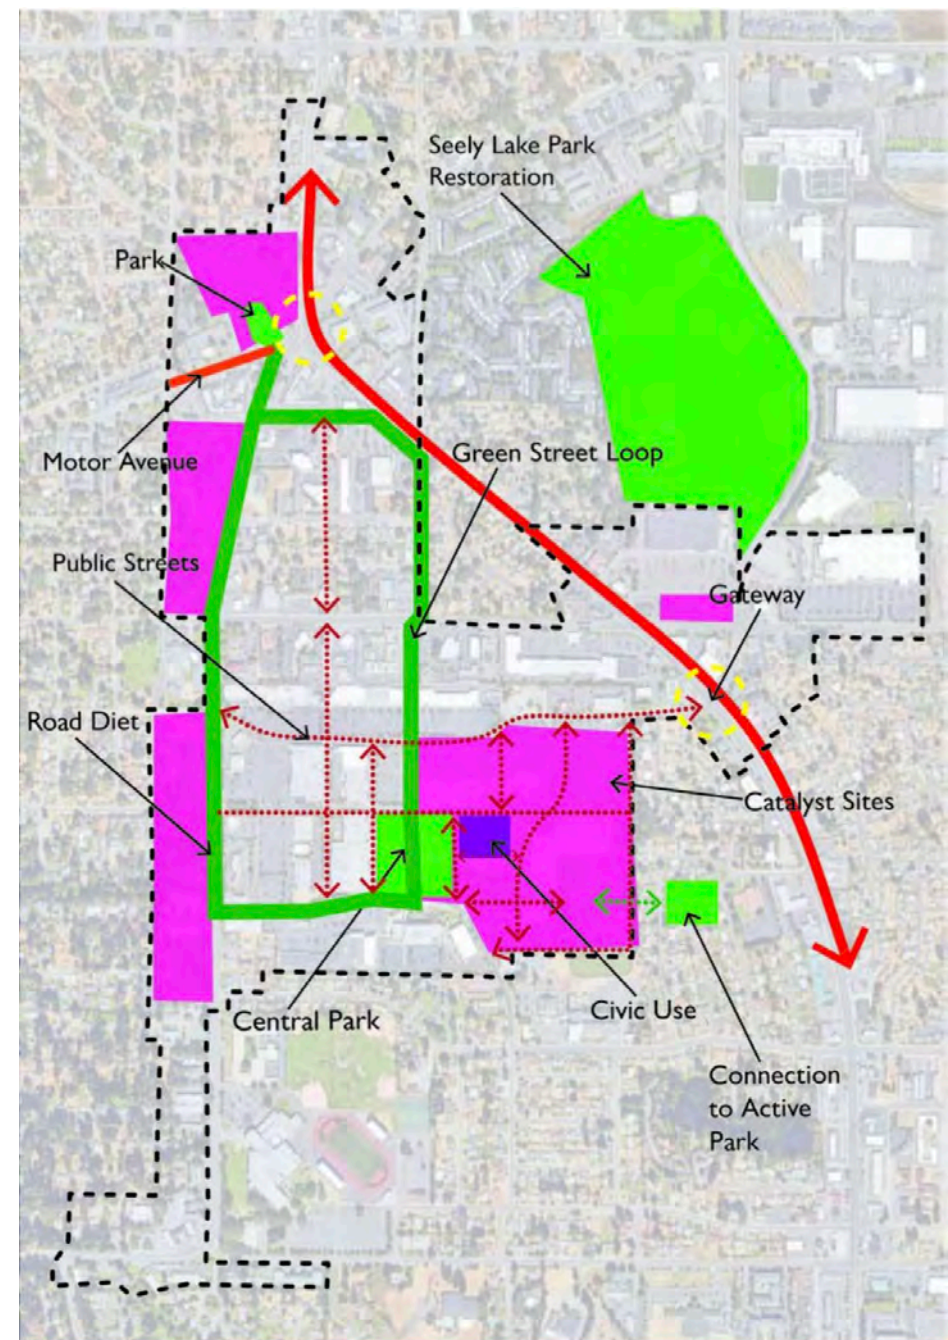 Seely Lake Park
Restoration
Park
Motor Avenue
Green Street Loop
Public Streets
Gateway
Road Diet
Catalyst Sites
Central Park
Civic Use
Connection
to Active
Park